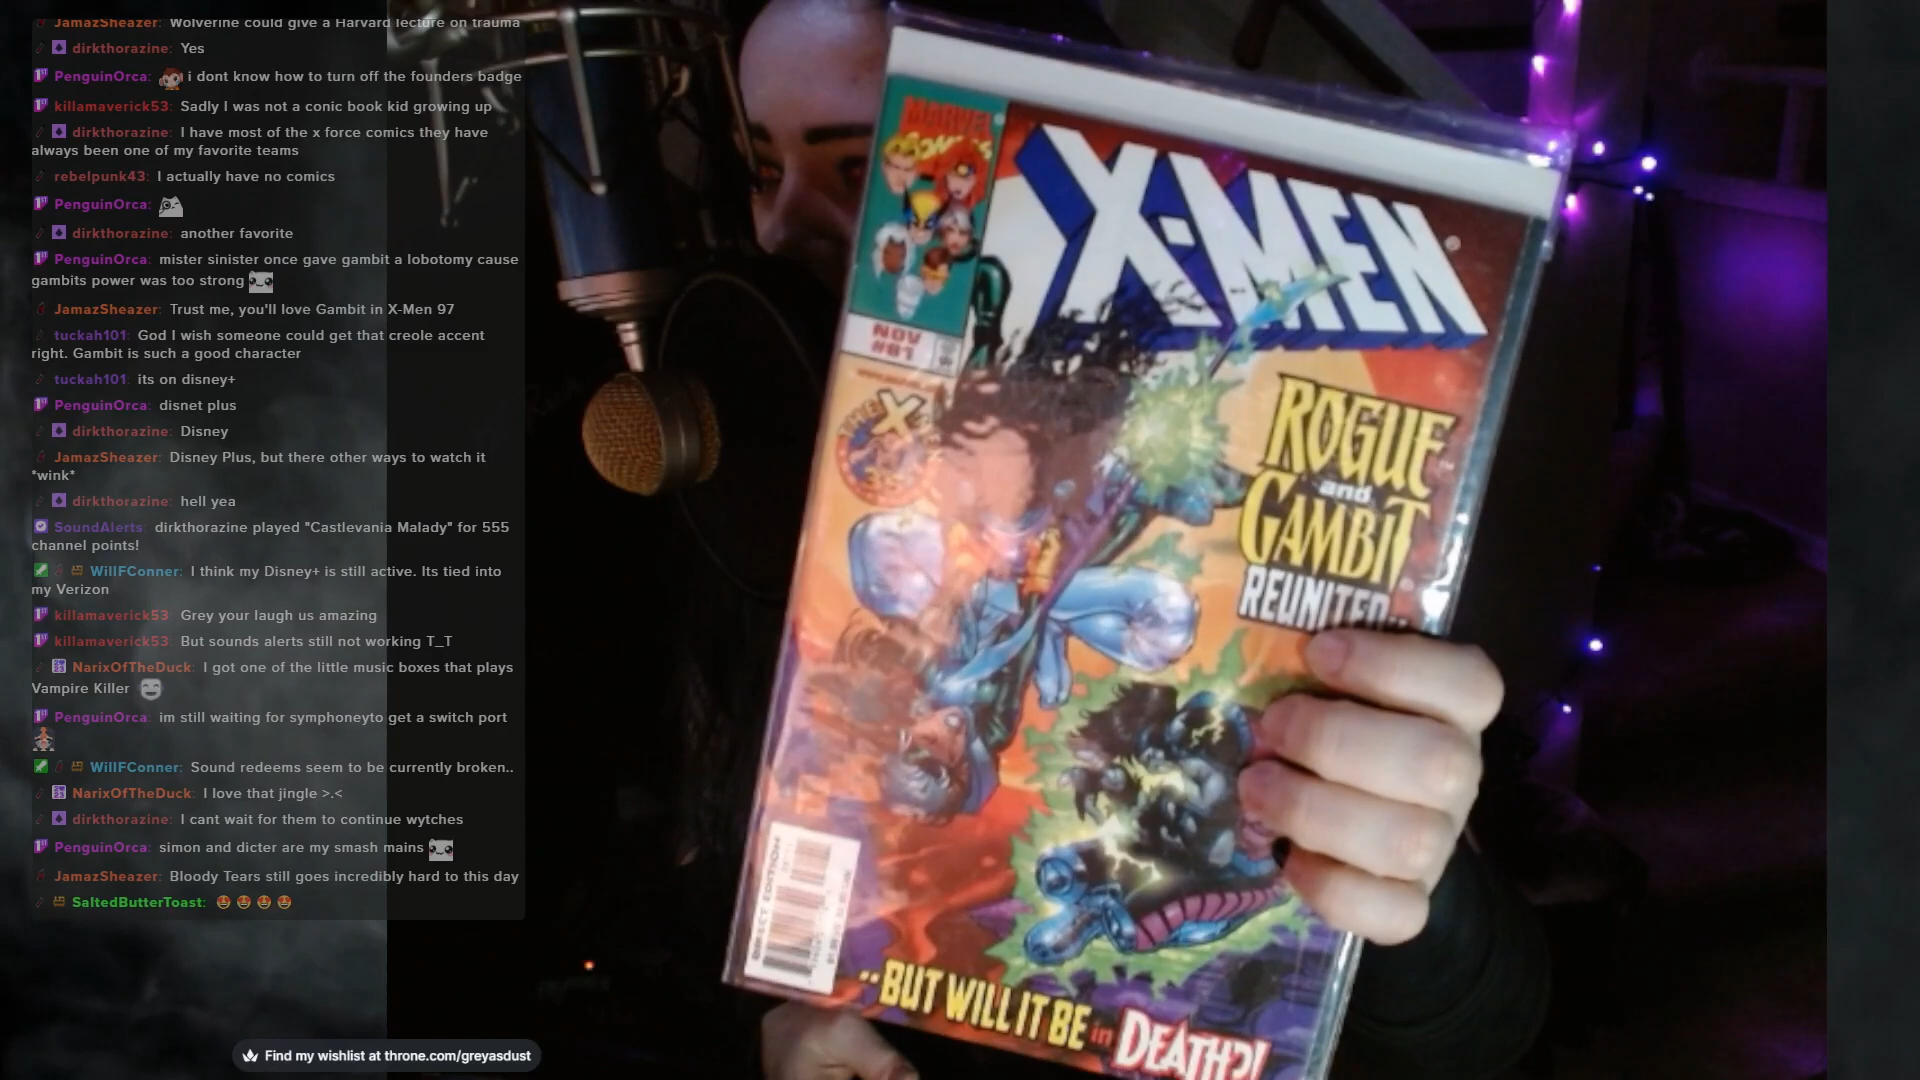 JamazSheazer: Wolverine could give a Harvard lecture on trauma
dirkthorazine: Yes
PenguinOrca: i dont know how to turn off the founders badge
killamaverick53: Sadly I was not a conic book kid growing up
dirkthorazine: I have most of the x force comics they have
always been one of my favorite teams
rebelpunk43: I actually have no comics
PenguinOrca:
dirkthorazine: another favorite
PenguinOrca: mister sinister once gave gambit a lobotomy cause
gambits power was too strong
JamazSheazer: Trust me, you'll love Gambit in X-Men 97
tuckah101: God I wish someone could get that creole accent
right. Gambit is such a good character
tuckah101: its on disney+
PenguinOrca: disnet plus
dirkthorazine: Disney
JamazSheazer: Disney Plus, but there other ways to watch it
*wink*
dirkthorazine: hell yea
SoundAlerts: dirkthorazine played "Castlevania Malady" for 555
channel points!
WillFConner: I think my Disney+ is still active. Its tied into
my Verizon
killamaverick53: Grey your laugh us amazing
killamaverick53: But sounds alerts still not working T_T
NarixOfTheDuck: I got one of the little music boxes that plays
Vampire Killer
PenguinOrca: im still waiting for symphoneyto get a switch port
WillFConner: Sound redeems seem to be currently broken..
NarixOfTheDuck: I love that jingle >.<
dirkthorazine: I cant wait for them to continue wytches
PenguinOrca: simon and dicter are my smash mains
JamazSheazer: Bloody Tears still goes incredibly hard to this day
SaltedButterToast:
Find my wishlist at throne.com/greyasdust
MARVEL
COMICS
X-MEN
NOV
#81
THE X
35
ROGUE
and
GAMBIT
REUNITED..
DIRECT EDITION
..BUT WILL IT BE in DEATH?!